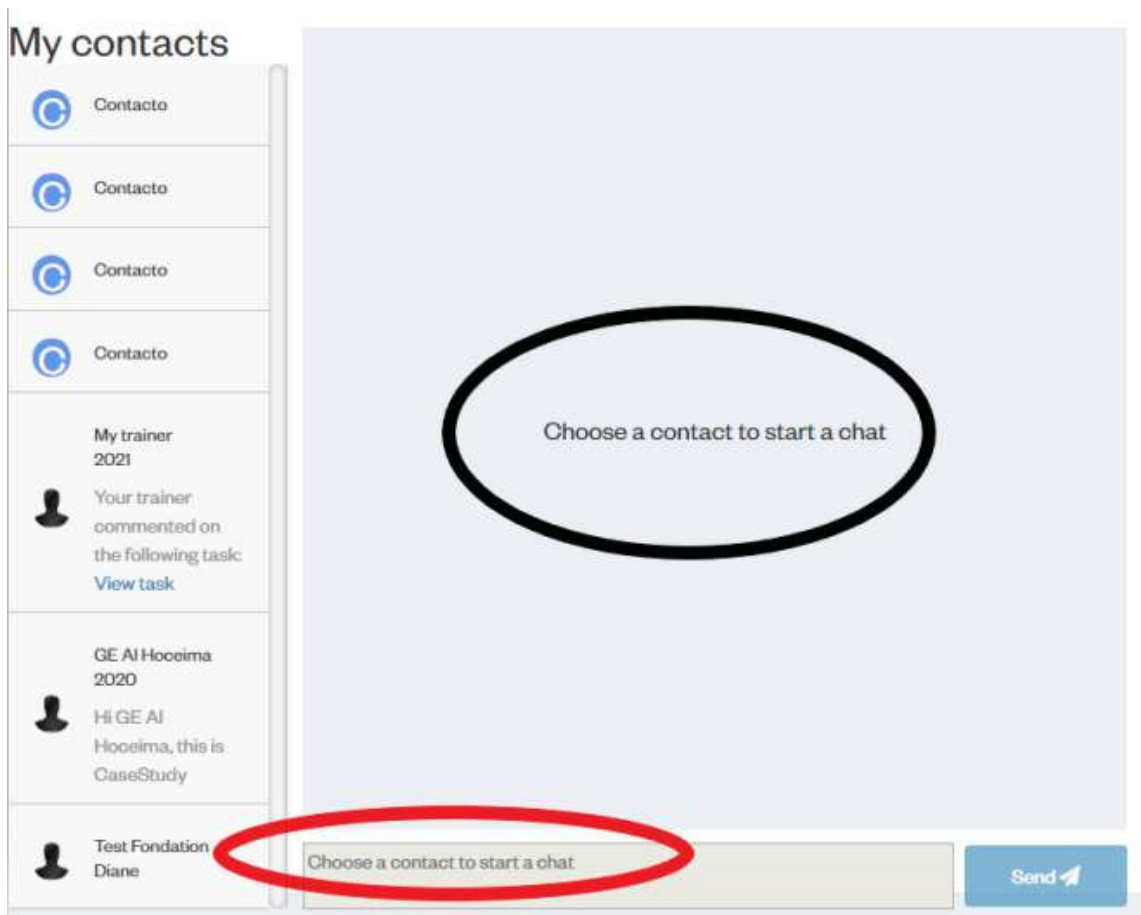 My contacts
Contacto
Contacto
Contacto
Contacto
My trainer
2021
Your trainer
commented on
the following task:
View task
GE Al Hoceima
2020
Hi GE Al
Hoceima, this is
CaseStudy
Test Fondation
Diane
Choose a contact to start a chat
Choose a contact to start a chat
Send